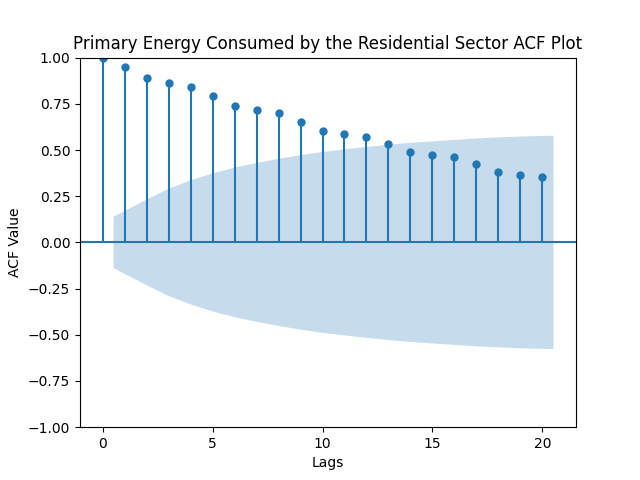 Primary Energy Consumed by the Residential Sector ACF Plot
1.00
0.75
0.50
0.25
0.00
−0.25
−0.50
−0.75
−1.00
ACF Value
0 5 10 15 20
Lags